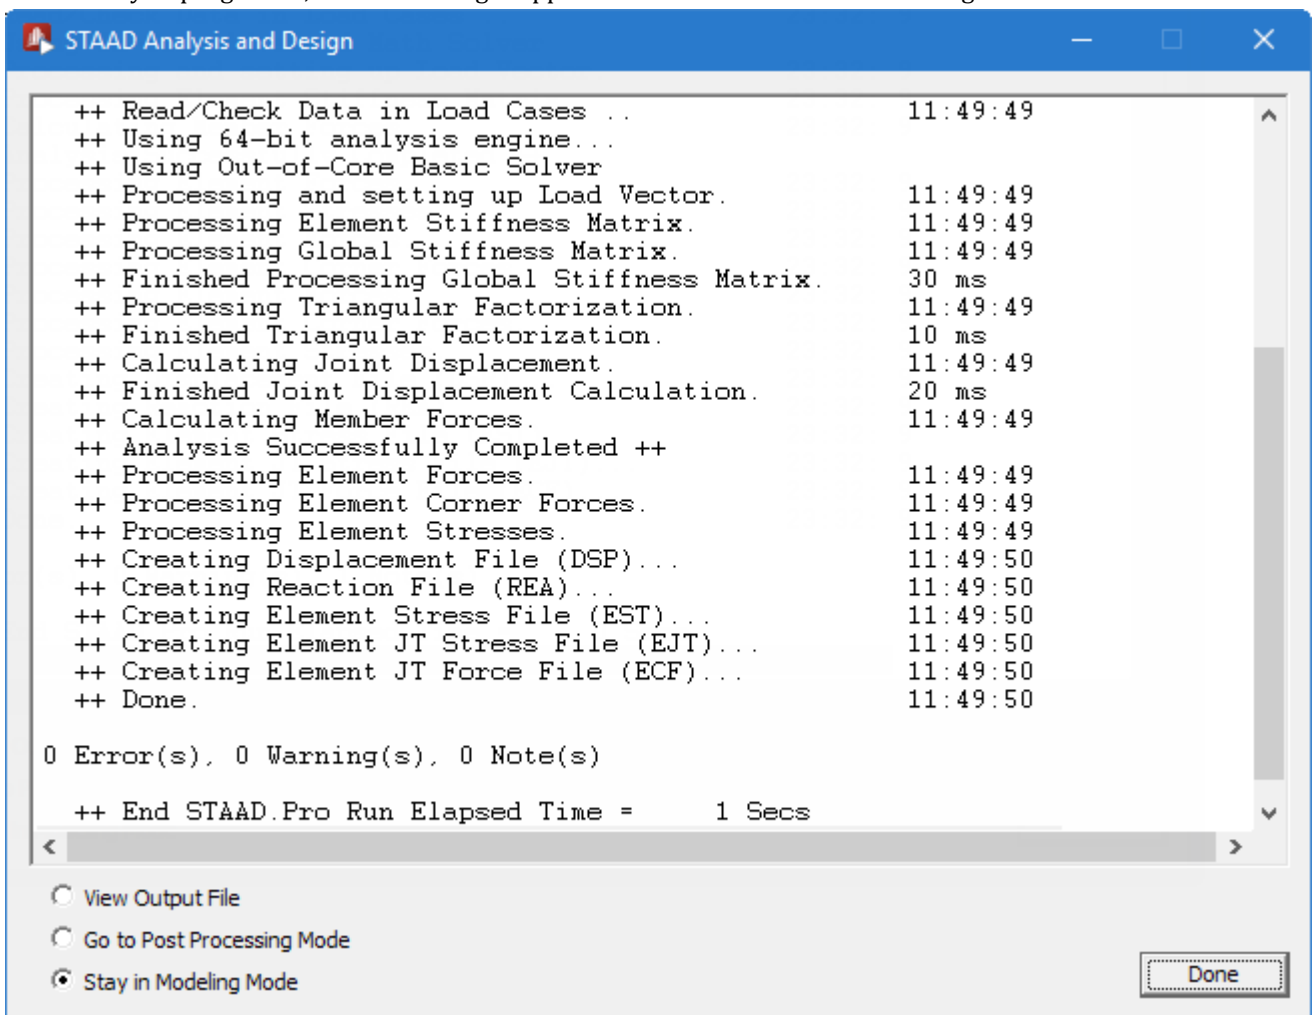 STAAD Analysis and Design
++ Read/Check Data in Load Cases .. 11:49:49
++ Using 64-bit analysis engine...
++ Using Out-of-Core Basic Solver
++ Processing and setting up Load Vector. 11:49:49
++ Processing Element Stiffness Matrix. 11:49:49
++ Processing Global Stiffness Matrix. 11:49:49
++ Finished Processing Global Stiffness Matrix. 30 ms
++ Processing Triangular Factorization. 11:49:49
++ Finished Triangular Factorization. 10 ms
++ Calculating Joint Displacement. 11:49:49
++ Finished Joint Displacement Calculation. 20 ms
++ Calculating Member Forces. 11:49:49
++ Analysis Successfully Completed ++
++ Processing Element Forces. 11:49:49
++ Processing Element Corner Forces. 11:49:49
++ Processing Element Stresses. 11:49:49
++ Creating Displacement File (DSP)... 11:49:50
++ Creating Reaction File (REA)... 11:49:50
++ Creating Element Stress File (EST)... 11:49:50
++ Creating Element JT Stress File (EJT)... 11:49:50
++ Creating Element JT Force File (ECF)... 11:49:50
++ Done. 11:49:50
0 Error(s), 0 Warning(s), 0 Note(s)
++ End STAAD.Pro Run Elapsed Time = 1 Secs
View Output File
Go to Post Processing Mode
Stay in Modeling Mode
Done